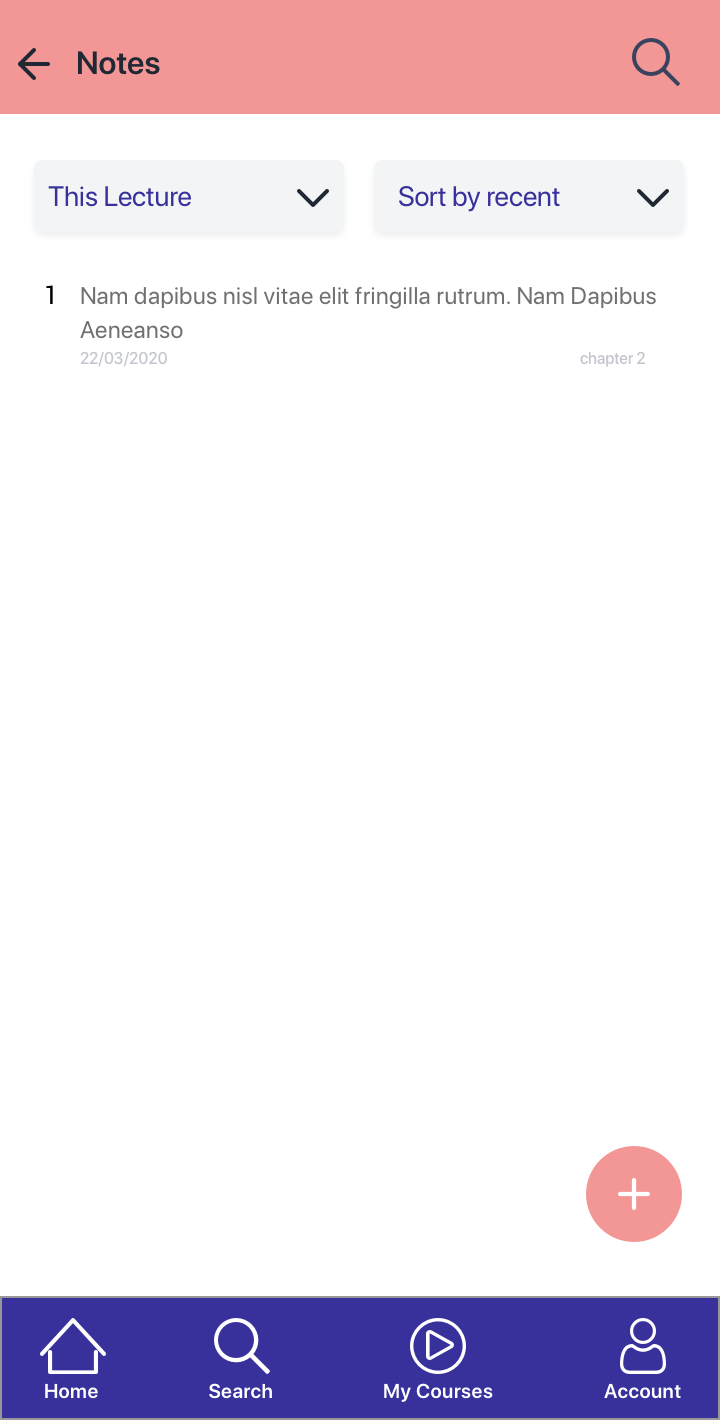 Notes
This Lecture
Sort by recent
1
Nam dapibus nisl vitae elit fringilla rutrum. Nam Dapibus
Aeneanso
22/03/2020
chapter 2
Home
Search
My Courses
Account